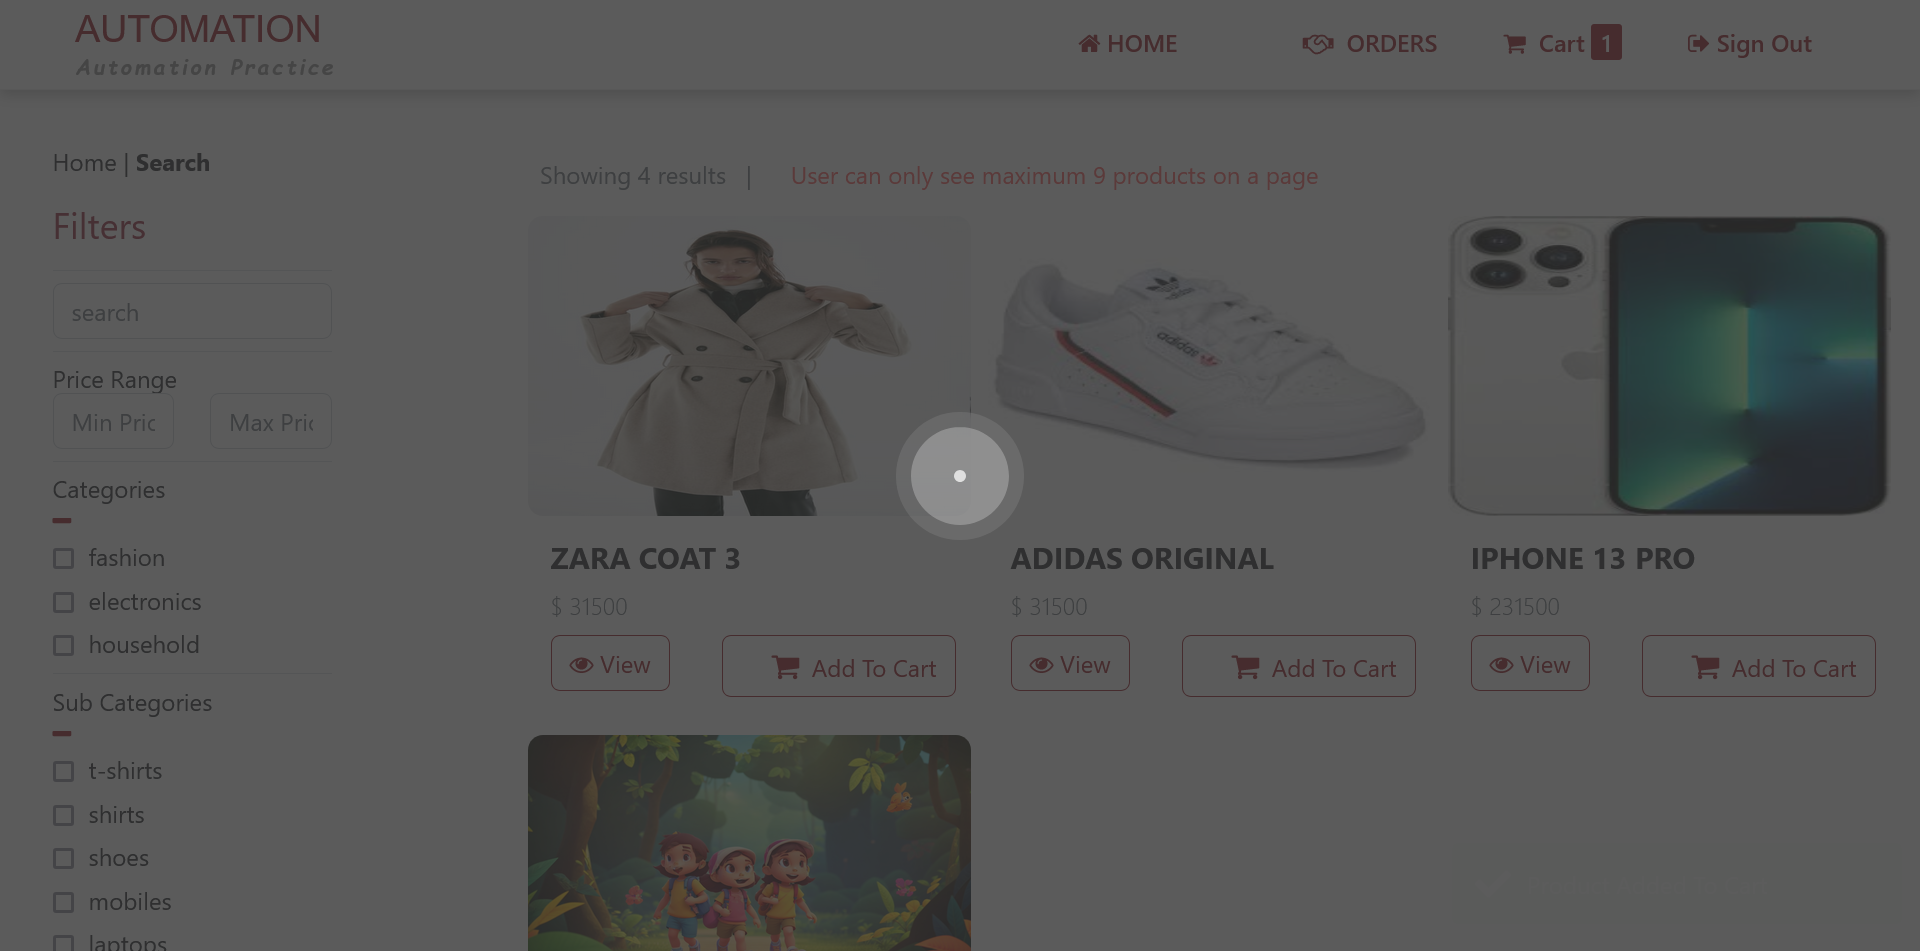 AUTOMATION
Automation Practice
HOME
ORDERS
Cart 1
Sign Out
Home | Search
Filters
search
Price Range
Min Pric
Max Pric
Categories
fashion
electronics
household
Sub Categories
t-shirts
shirts
shoes
mobiles
laptops
Showing 4 results |
User can only see maximum 9 products on a page
adidas
ZARA COAT 3
$ 31500
View
Add To Cart
ADIDAS ORIGINAL
$ 31500
View
Add To Cart
IPHONE 13 PRO
$ 231500
View
Add To Cart